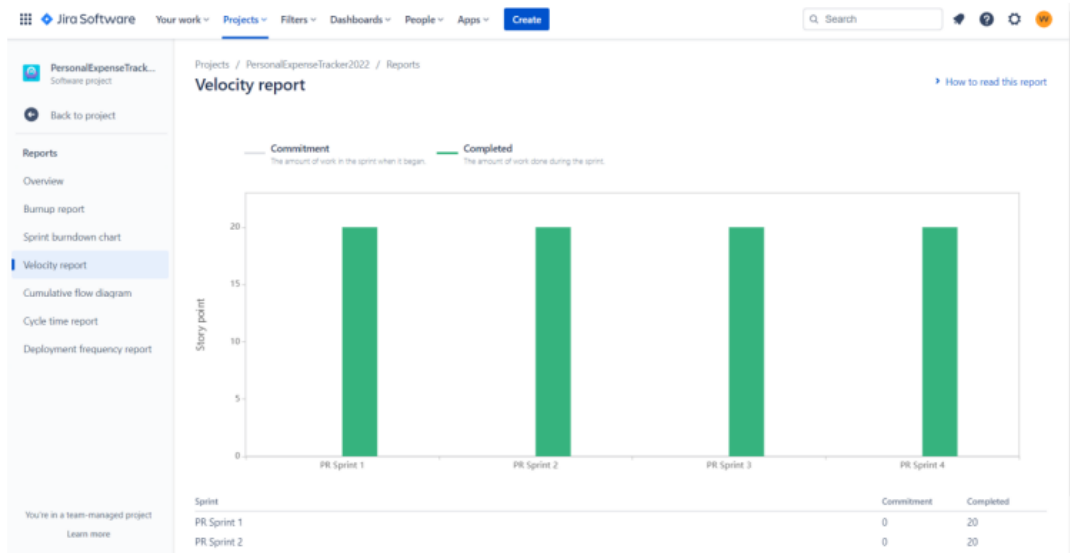 Jira Software Your work Projects Filters Dashboards People Apps Create Search W
PersonalExpenseTrack...
Software project
Back to project
Reports
Overview
Burnup report
Sprint burndown chart
Velocity report
Cumulative flow diagram
Cycle time report
Deployment frequency report
You're in a team-managed project
Learn more
Projects / PersonalExpenseTracker2022 / Reports
Velocity report
How to read this report
Commitment
The amount of work in the sprint when it began.
Completed
The amount of work done during the sprint.
Story point
20
15
10
5
0
PR Sprint 1 PR Sprint 2 PR Sprint 3 PR Sprint 4
Sprint Commitment Completed
PR Sprint 1 0 20
PR Sprint 2 0 20